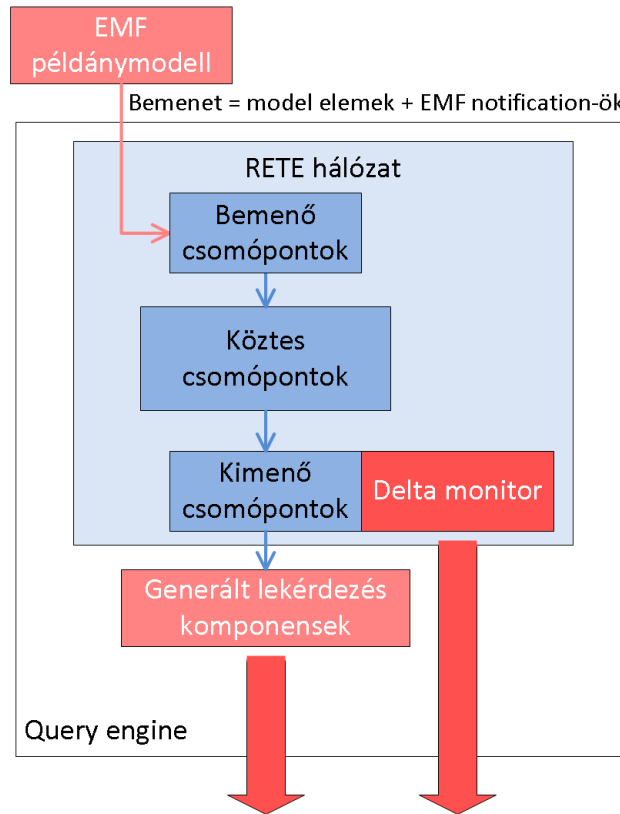 EMF
példánymodell
Bemenet = model elemek + EMF notification-ök
RETE hálózat
Bemenő
csomópontok
Köztes
csomópontok
Kimenő
csomópontok
Delta monitor
Generált lekérdezés
komponensek
Query engine